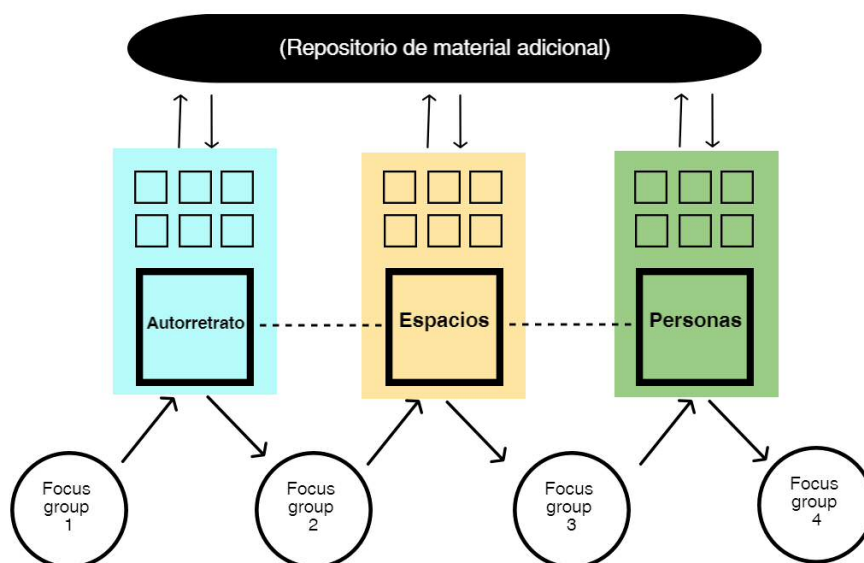 (Repositorio de material adicional)
Autorretrato
Espacios
Personas
Focus
group
1
Focus
group
2
Focus
group
3
Focus
group
4